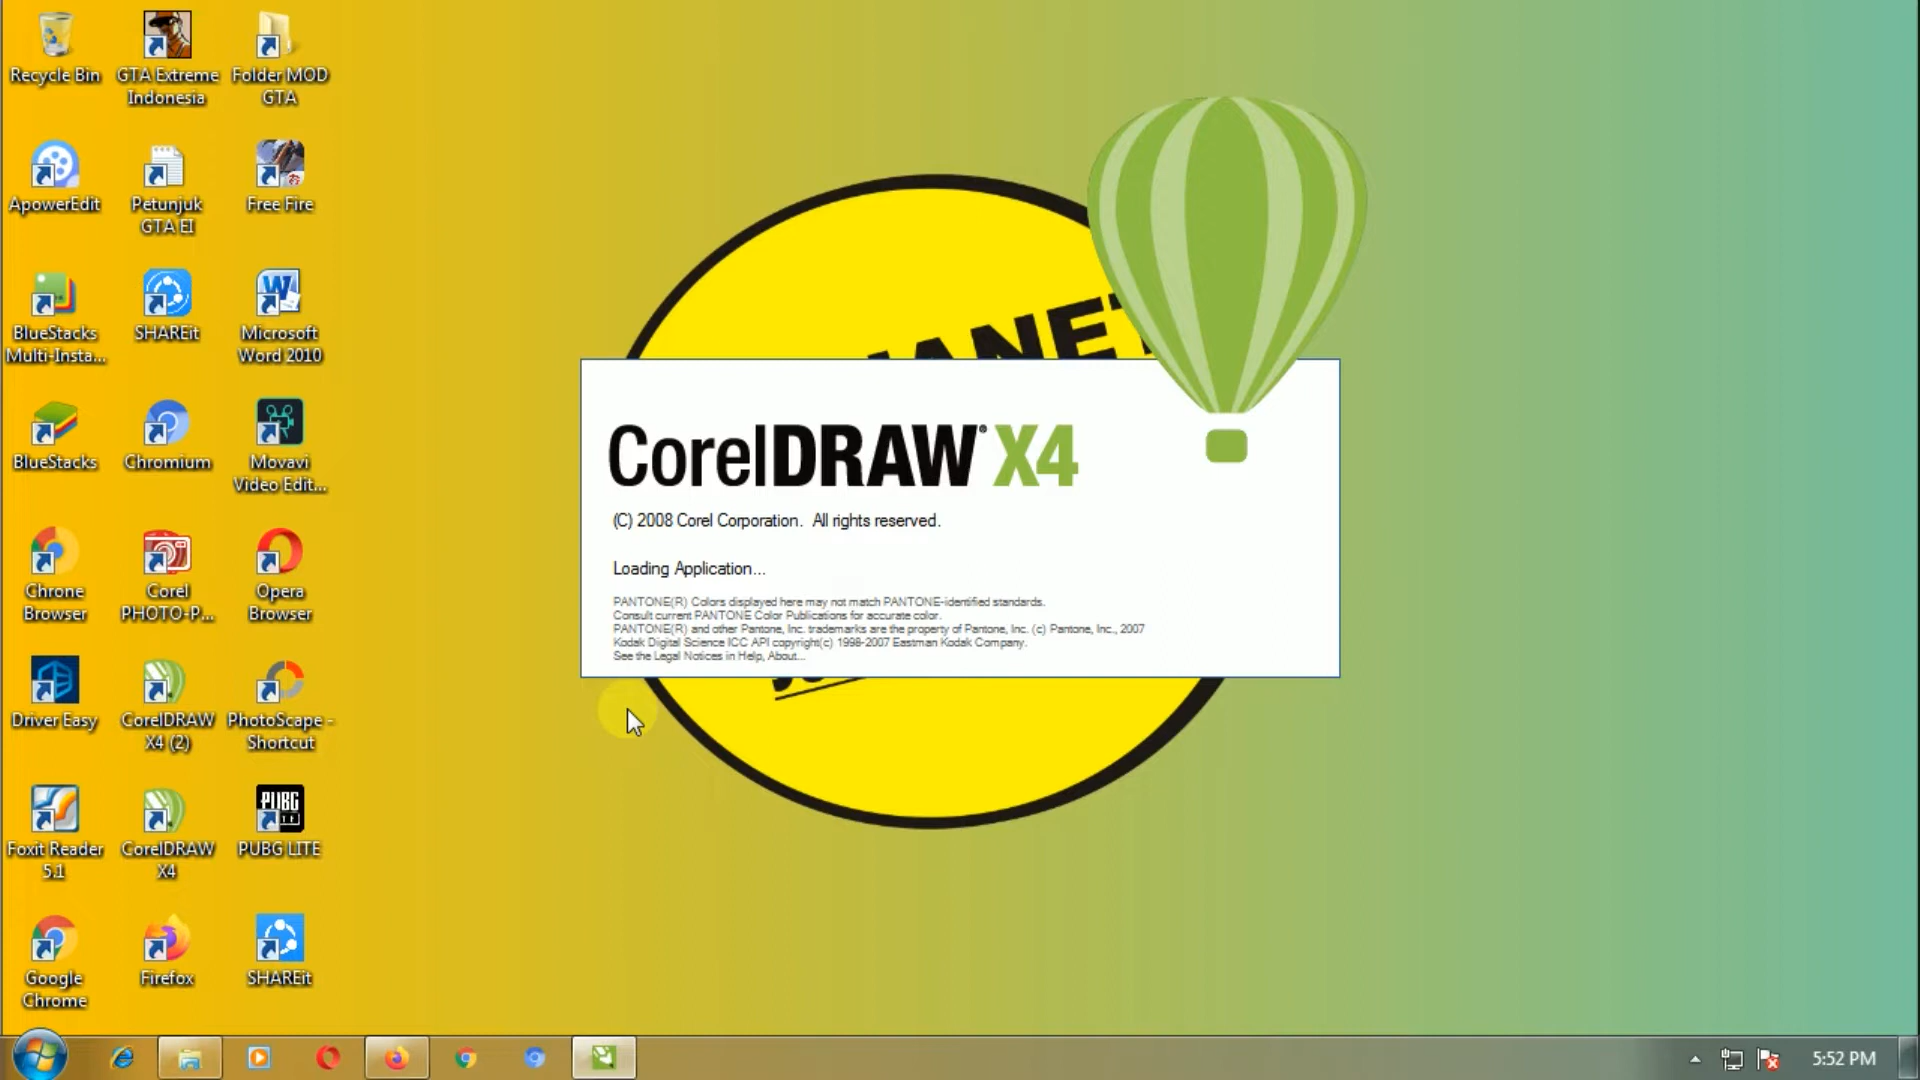 Recycle Bin
GTA Extreme
Indonesia
Folder MOD
GTA
ApowerEdit
Petunjuk
GTA EI
Free Fire
BlueStacks
Multi-Insta...
SHAREit
W
Microsoft
Word 2010
BlueStacks
Chromium
Movavi
Video Edit...
Chrone
Browser
Corel
PHOTO-P...
Opera
Browser
Driver Easy
CorelDRAW
X4 (2)
PhotoScape -
Shortcut
Foxit Reader
5.1
CorelDRAW
X4
PUBG
PUBG LITE
Google
Chrome
Firefox
SHAREit
CorelDRAW® X4
(C) 2008 Corel Corporation. All rights reserved.
Loading Application...
PANTONE(R) Colors displayed here may not match PANTONE-identified standards.
Consult current PANTONE Color Publications for accurate color.
PANTONE(R) and other Pantone, Inc. trademarks are the property of Pantone, Inc. (c) Pantone, Inc., 2007
Kodak Digital Science ICC API copyright(c) 1998-2007 Eastman Kodak Company.
See the Legal Notices in Help, About...
5:52 PM